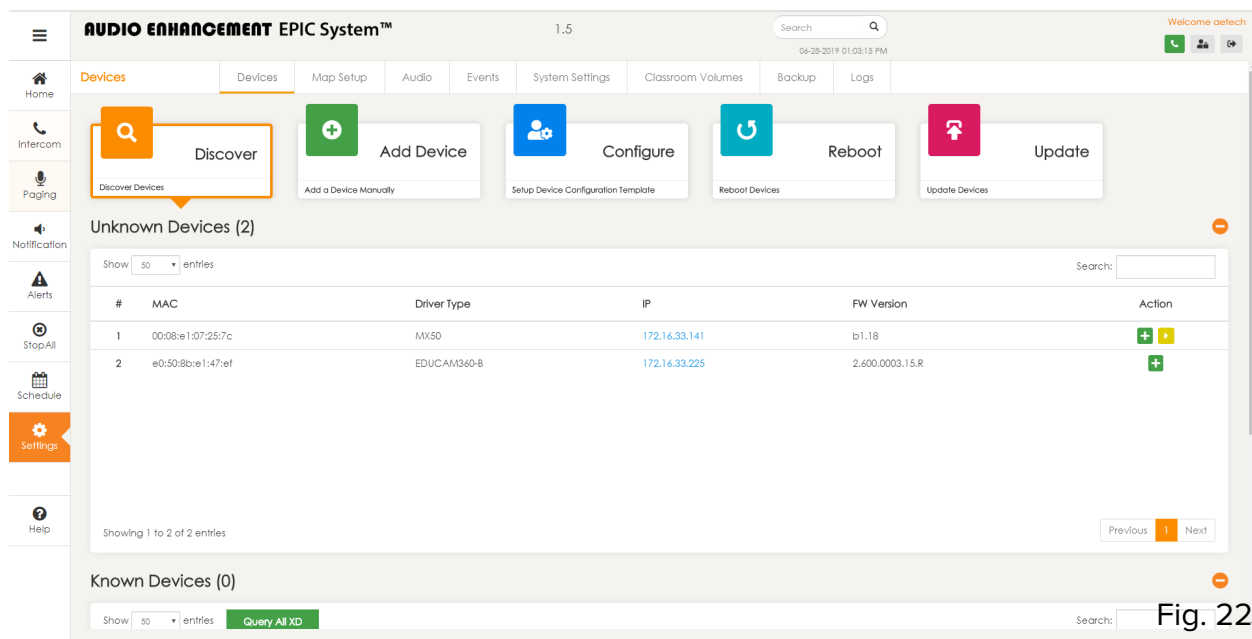 AUDIO ENHANCEMENT EPIC System™
1.5
Search
06-28-2019 01:03:15 PM
Welcome aetech
Home
Intercom
Paging
Notification
Alerts
StopAll
Schedule
Settings
Help
Devices
Devices Map Setup Audio Events System Settings Classroom Volumes Backup Logs
Discover
Discover Devices
Add Device
Add a Device Manually
Configure
Setup Device Configuration Template
Reboot
Reboot Devices
Update
Update Devices
Unknown Devices (2)
Show 50 entries Search:
# MAC Driver Type IP FW Version Action
1 00:08:e1:07:25:7c MX50 172.16.33.141 b1.18
2 e0:50:8b:e1:47:ef EDUCAM360-B 172.16.33.225 2.600.0003.15.R
Showing 1 to 2 of 2 entries Previous 1 Next
Known Devices (0)
Show 50 entries Query All XD Search:
Fig. 22